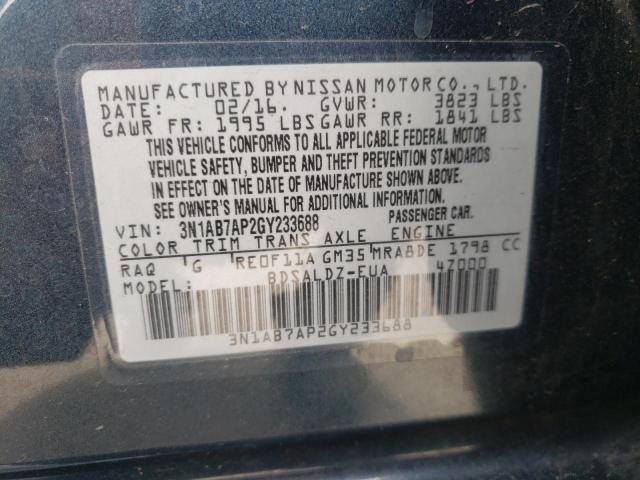 MANUFACTURED BY NISSAN MOTOR CO., LTD.
DATE: 02/16. GVWR: 3823 LBS
GAWR FR: 1995 LBS GAWR RR: 1841 LBS
THIS VEHICLE CONFORMS TO ALL APPLICABLE FEDERAL MOTOR
VEHICLE SAFETY, BUMPER AND THEFT PREVENTION STANDARDS
IN EFFECT ON THE DATE OF MANUFACTURE SHOWN ABOVE.
SEE OWNER'S MANUAL FOR ADDITIONAL INFORMATION.
VIN: 3N1AB7AP2GY233688 PASSENGER CAR.
COLOR TRIM TRANS AXLE ENGINE
RAQ G RE0F11A GM35 MRA8DE 1798 CC
MODEL: BDSALDZ-EUA 4Z000
3N1AB7AP2GY233688